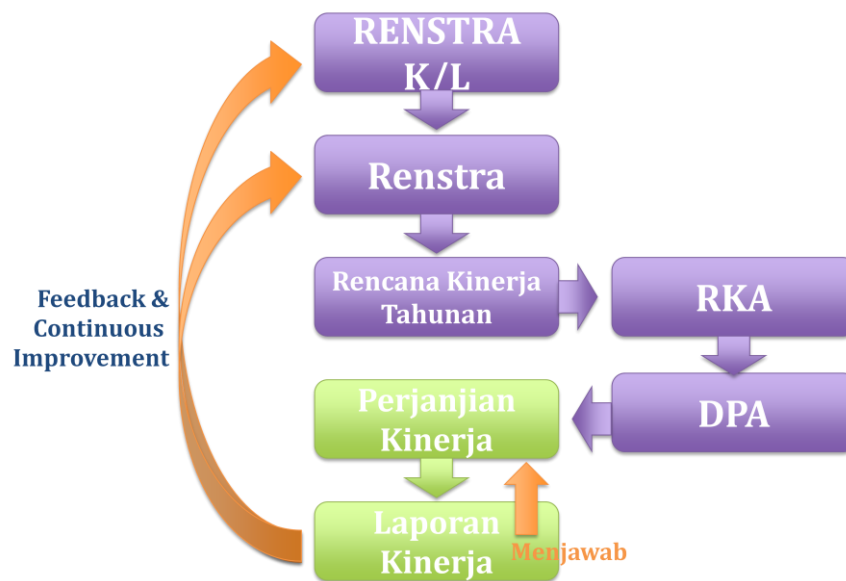 RENSTRA
K/L
Renstra
Rencana Kinerja
Tahunan
RKA
Feedback &
Continuous
Improvement
Perjanjian
Kinerja
DPA
Laporan
Kinerja
Menjawab